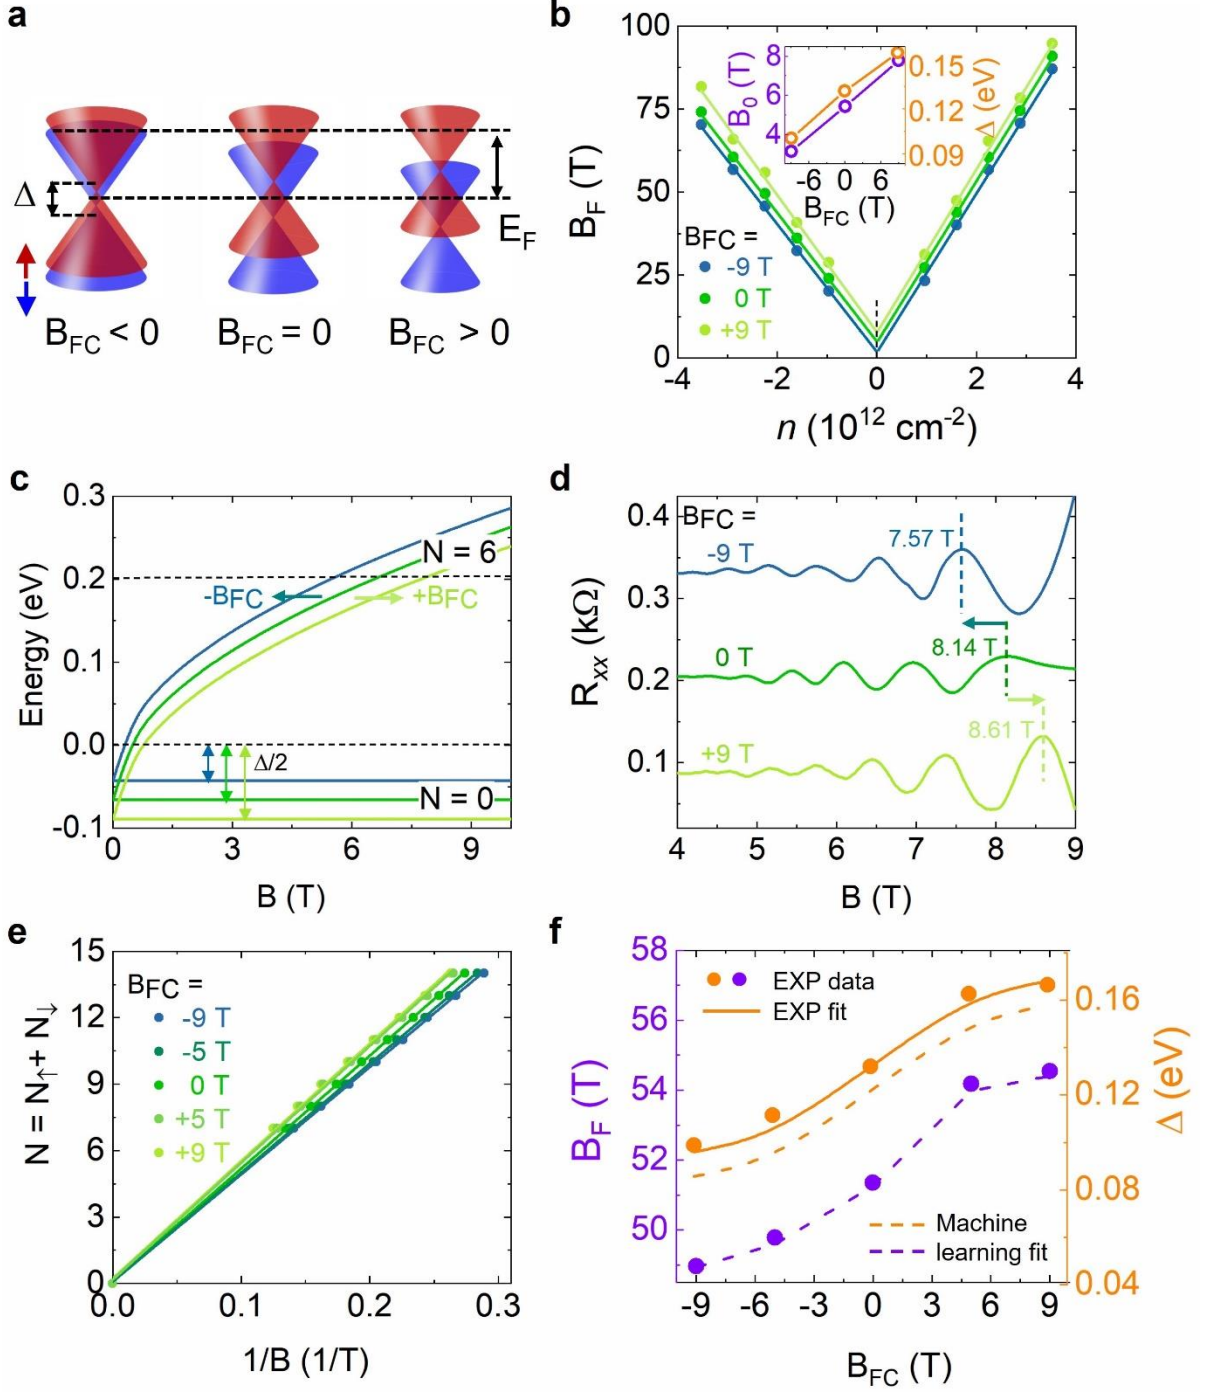 a
Δ
E_F
B_FC < 0
B_FC = 0
B_FC > 0
b
B_F (T)
100
75
50
25
0
-4
-2
0
2
4
n (10^12 cm^-2)
B_0 (T)
8
6
4
Δ (eV)
0.15
0.12
0.09
-6
0
6
B_FC (T)
B_FC =
-9 T
0 T
+9 T
c
Energy (eV)
0.3
0.2
0.1
0.0
-0.1
0
3
6
9
B (T)
N = 6
-B_FC
+B_FC
Δ/2
N = 0
d
R_xx (kΩ)
0.4
0.3
0.2
0.1
4
5
6
7
8
9
B (T)
B_FC =
-9 T
7.57 T
0 T
8.14 T
+9 T
8.61 T
e
N = N_↑+ N_↓
15
12
9
6
3
0
0.0
0.1
0.2
0.3
1/B (1/T)
B_FC =
-9 T
-5 T
0 T
+5 T
+9 T
f
B_F (T)
58
56
54
52
50
Δ (eV)
0.16
0.12
0.08
0.04
-9
-6
-3
0
3
6
9
B_FC (T)
EXP data
EXP fit
Machine
learning fit